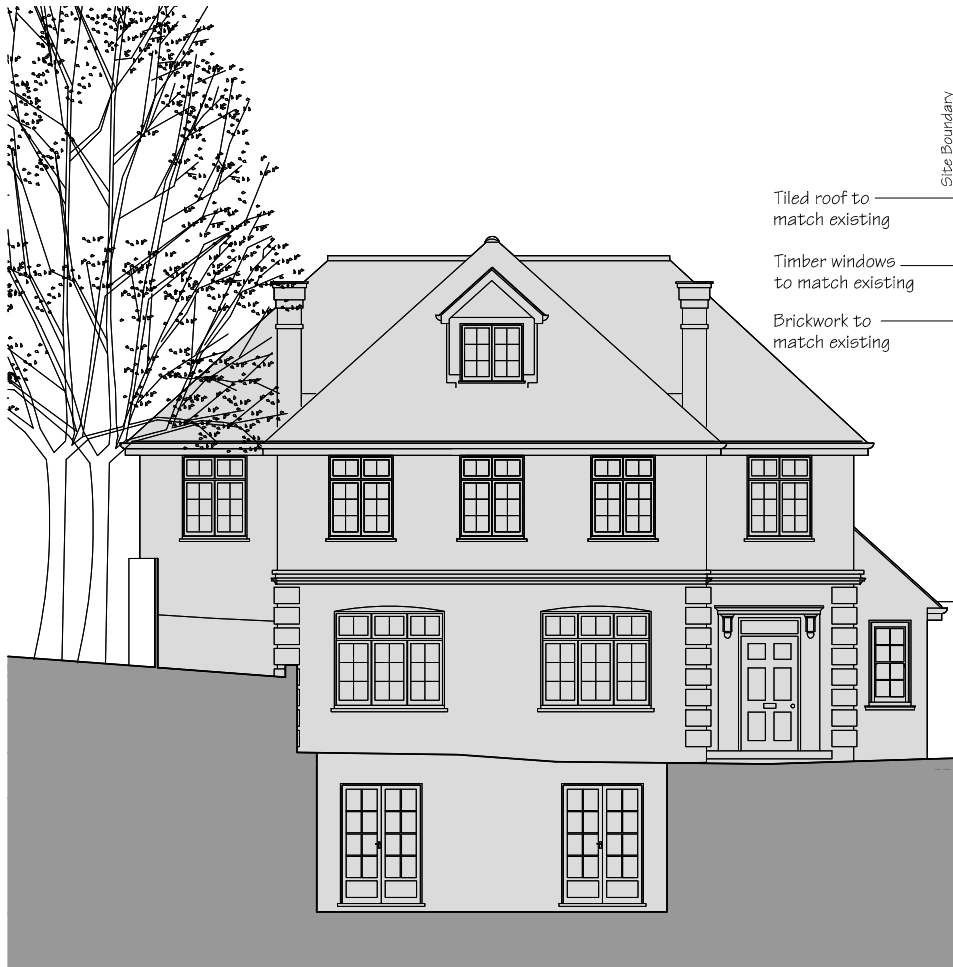 Site Boundary
Tiled roof to
match existing
Timber windows
to match existing
Brickwork to
match existing